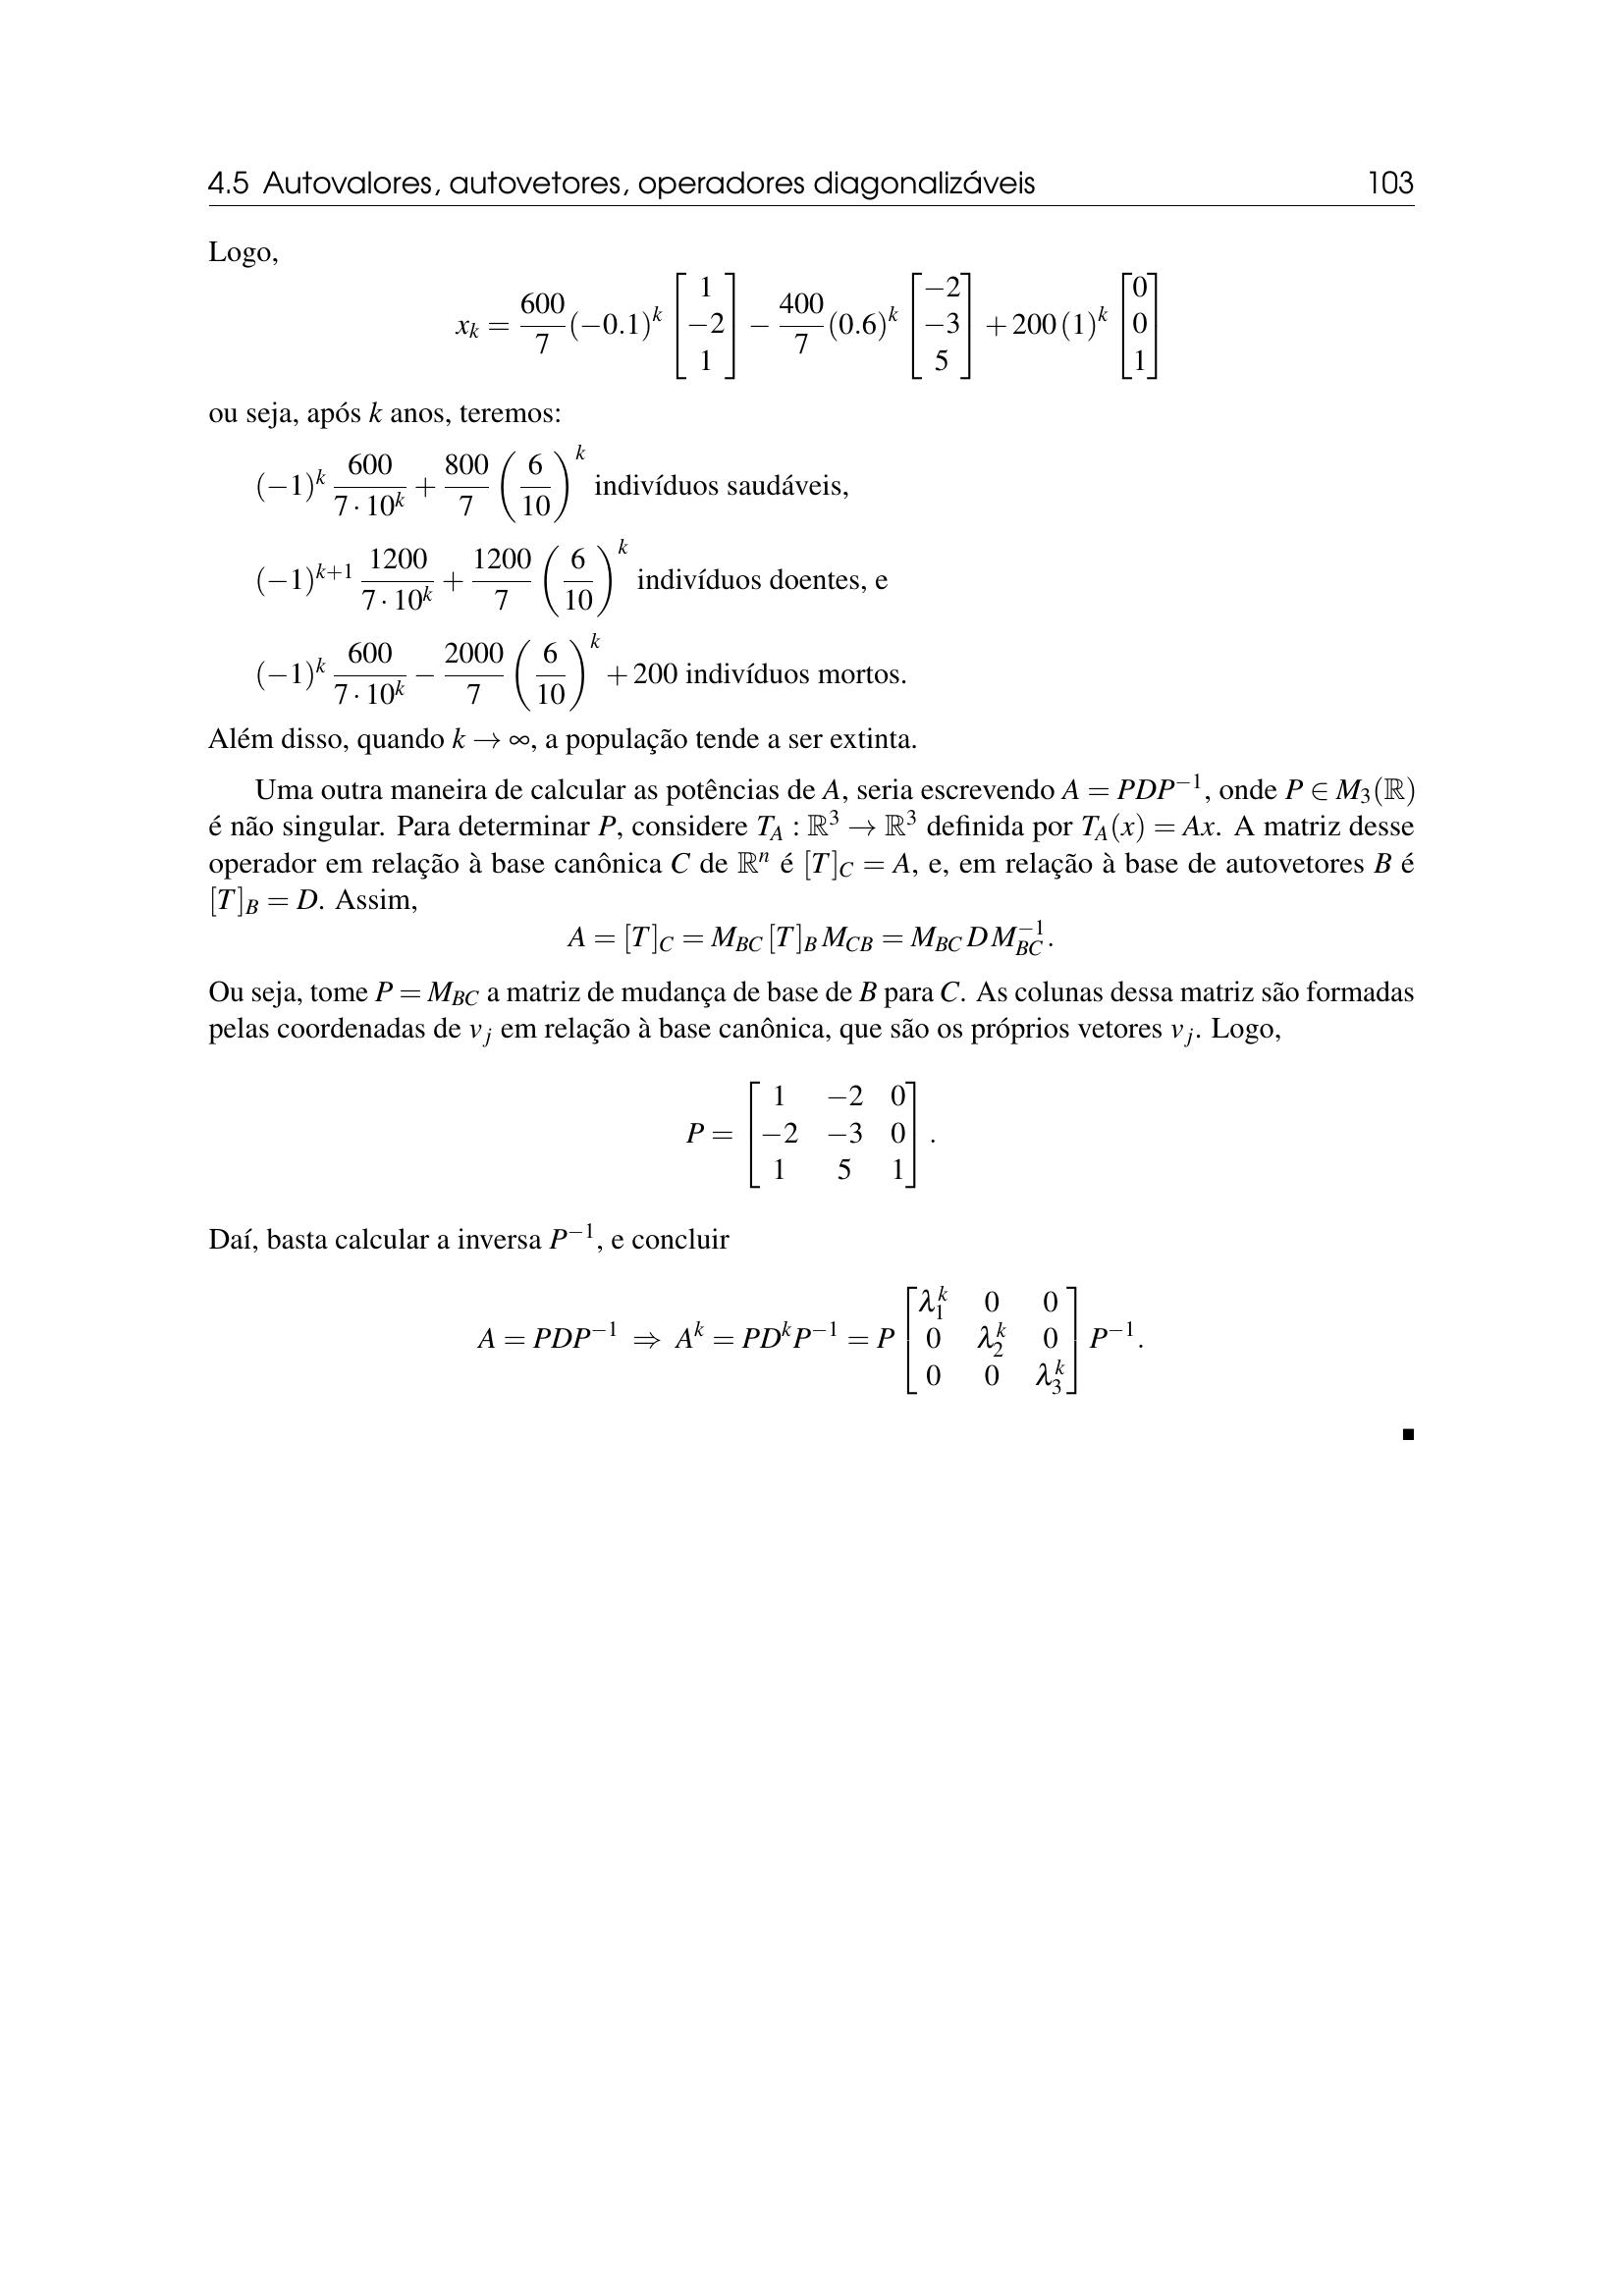 4.5 Autovalores, autovetores, operadores diagonalizáveis 103
Logo,
$x_k = \frac{600}{7}(-0.1)^k \begin{bmatrix} 1 \\ -2 \\ 1 \end{bmatrix} - \frac{400}{7}(0.6)^k \begin{bmatrix} -2 \\ -3 \\ 5 \end{bmatrix} + 200\,(1)^k \begin{bmatrix} 0 \\ 0 \\ 1 \end{bmatrix}$
ou seja, após $k$ anos, teremos:
$(-1)^k \frac{600}{7 \cdot 10^k} + \frac{800}{7} \left(\frac{6}{10}\right)^k$ indivíduos saudáveis,
$(-1)^{k+1} \frac{1200}{7 \cdot 10^k} + \frac{1200}{7} \left(\frac{6}{10}\right)^k$ indivíduos doentes, e
$(-1)^k \frac{600}{7 \cdot 10^k} - \frac{2000}{7} \left(\frac{6}{10}\right)^k + 200$ indivíduos mortos.
Além disso, quando $k \to \infty$, a população tende a ser extinta.
Uma outra maneira de calcular as potências de $A$, seria escrevendo $A = PDP^{-1}$, onde $P \in M_3(\mathbb{R})$
é não singular. Para determinar $P$, considere $T_A : \mathbb{R}^3 \to \mathbb{R}^3$ definida por $T_A(x) = Ax$. A matriz desse
operador em relação à base canônica $C$ de $\mathbb{R}^n$ é $[T]_C = A$, e, em relação à base de autovetores $B$ é
$[T]_B = D$. Assim,
$A = [T]_C = M_{BC}\,[T]_B\,M_{CB} = M_{BC}\,D\,M_{BC}^{-1}.$
Ou seja, tome $P = M_{BC}$ a matriz de mudança de base de $B$ para $C$. As colunas dessa matriz são formadas
pelas coordenadas de $v_j$ em relação à base canônica, que são os próprios vetores $v_j$. Logo,
$P = \begin{bmatrix} 1 & -2 & 0 \\ -2 & -3 & 0 \\ 1 & 5 & 1 \end{bmatrix}.$
Daí, basta calcular a inversa $P^{-1}$, e concluir
$A = PDP^{-1} \Rightarrow A^k = PD^kP^{-1} = P \begin{bmatrix} \lambda_1^k & 0 & 0 \\ 0 & \lambda_2^k & 0 \\ 0 & 0 & \lambda_3^k \end{bmatrix} P^{-1}.$
■